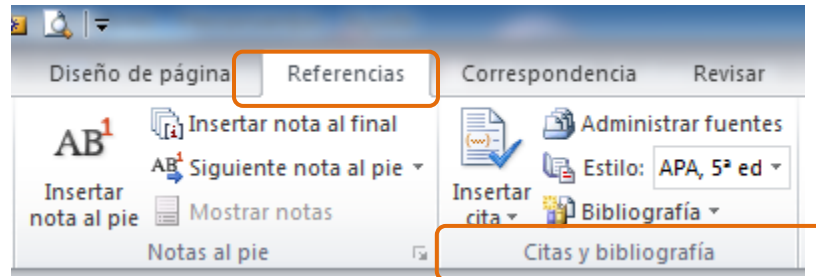 Diseño de página Referencias Correspondencia Revisar
AB1
Insertar
nota al pie
Insertar nota al final
AB1 Siguiente nota al pie
Mostrar notas
Notas al pie
Insertar
cita
Administrar fuentes
Estilo: APA, 5ª ed
Bibliografía
Citas y bibliografía